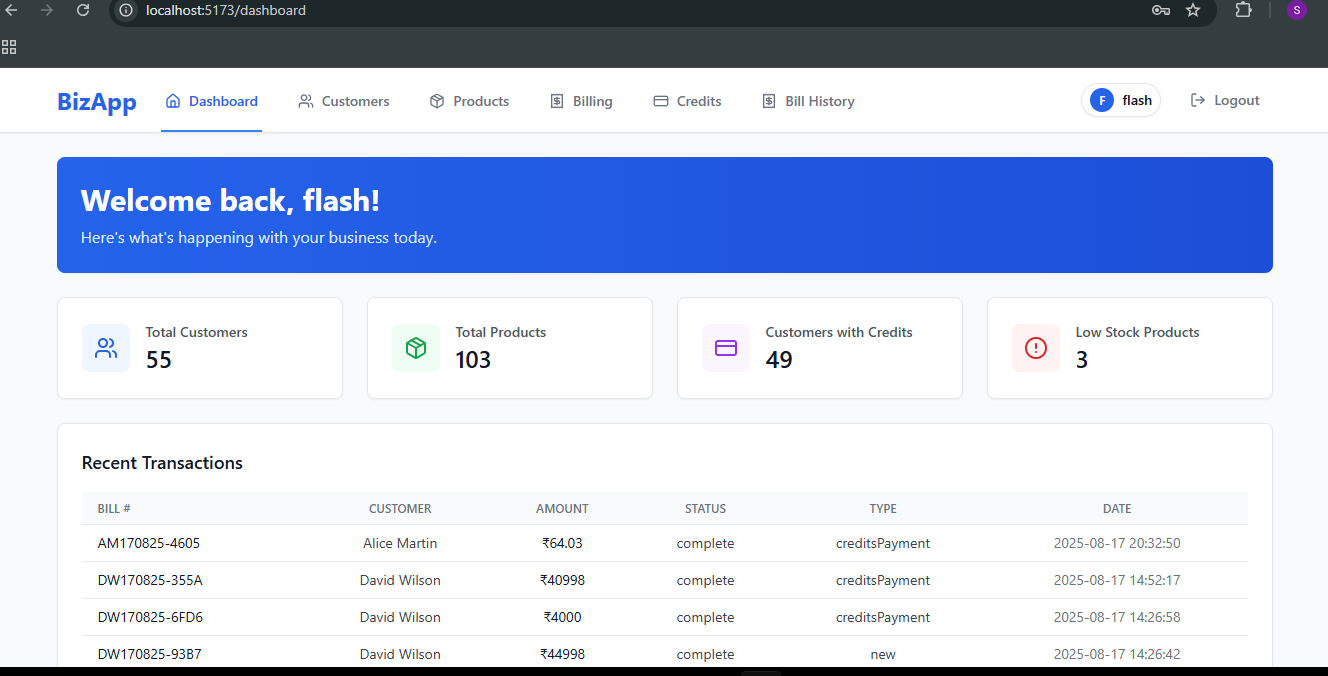 localhost:5173/dashboard
S
BizApp Dashboard Customers Products Billing Credits Bill History F flash Logout
Welcome back, flash!
Here's what's happening with your business today.
Total Customers
55
Total Products
103
Customers with Credits
49
Low Stock Products
3
Recent Transactions
BILL # CUSTOMER AMOUNT STATUS TYPE DATE
AM170825-4605 Alice Martin ₹64.03 complete creditsPayment 2025-08-17 20:32:50
DW170825-355A David Wilson ₹40998 complete creditsPayment 2025-08-17 14:52:17
DW170825-6FD6 David Wilson ₹4000 complete creditsPayment 2025-08-17 14:26:58
DW170825-93B7 David Wilson ₹44998 complete new 2025-08-17 14:26:42